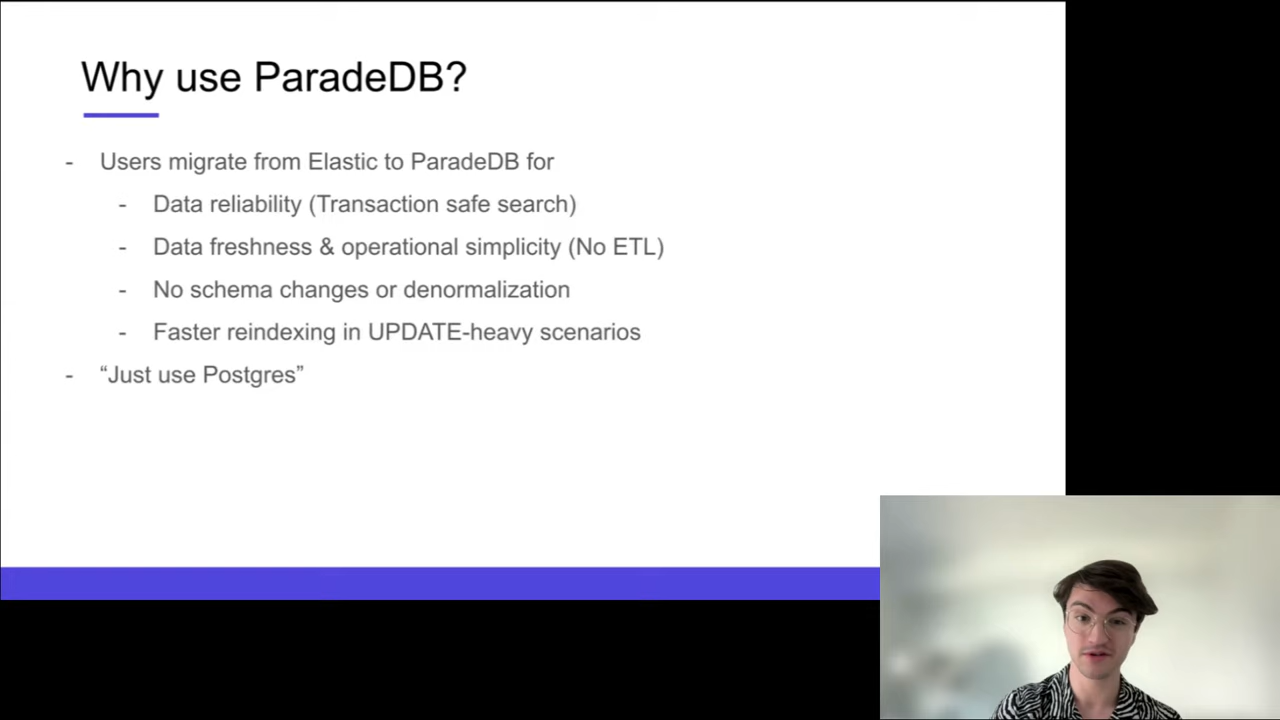 Why use ParadeDB?
- Users migrate from Elastic to ParadeDB for
- Data reliability (Transaction safe search)
- Data freshness & operational simplicity (No ETL)
- No schema changes or denormalization
- Faster reindexing in UPDATE-heavy scenarios
- “Just use Postgres”